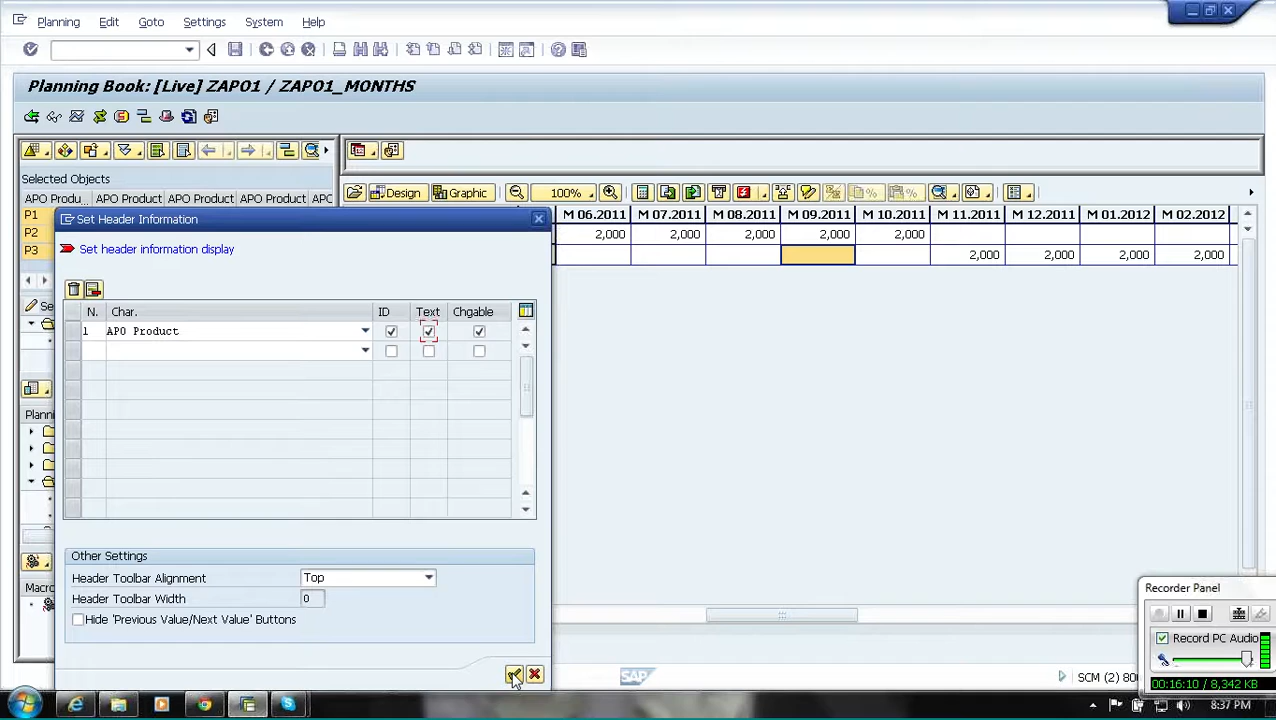 Planning Edit Goto Settings System Help
Planning Book: [Live] ZAPO1 / ZAPO1_MONTHS
Selected Objects
APO Produ... APO Product APO Product APO Product APC
P1
P2
P3
Design Graphic 100%
M 06.2011 M 07.2011 M 08.2011 M 09.2011 M 10.2011 M 11.2011 M 12.2011 M 01.2012 M 02.2012
2,000 2,000 2,000 2,000 2,000
2,000 2,000 2,000 2,000
Set Header Information
Set header information display
N. Char. ID Text Chgable
1 APO Product
Other Settings
Header Toolbar Alignment Top
Header Toolbar Width 0
Hide 'Previous Value/Next Value' Buttons
Se
Planni
Macro
SAP
SCM (2) 80
Recorder Panel
Record PC Audio
00:16:10 / 8,342 KB
8:37 PM